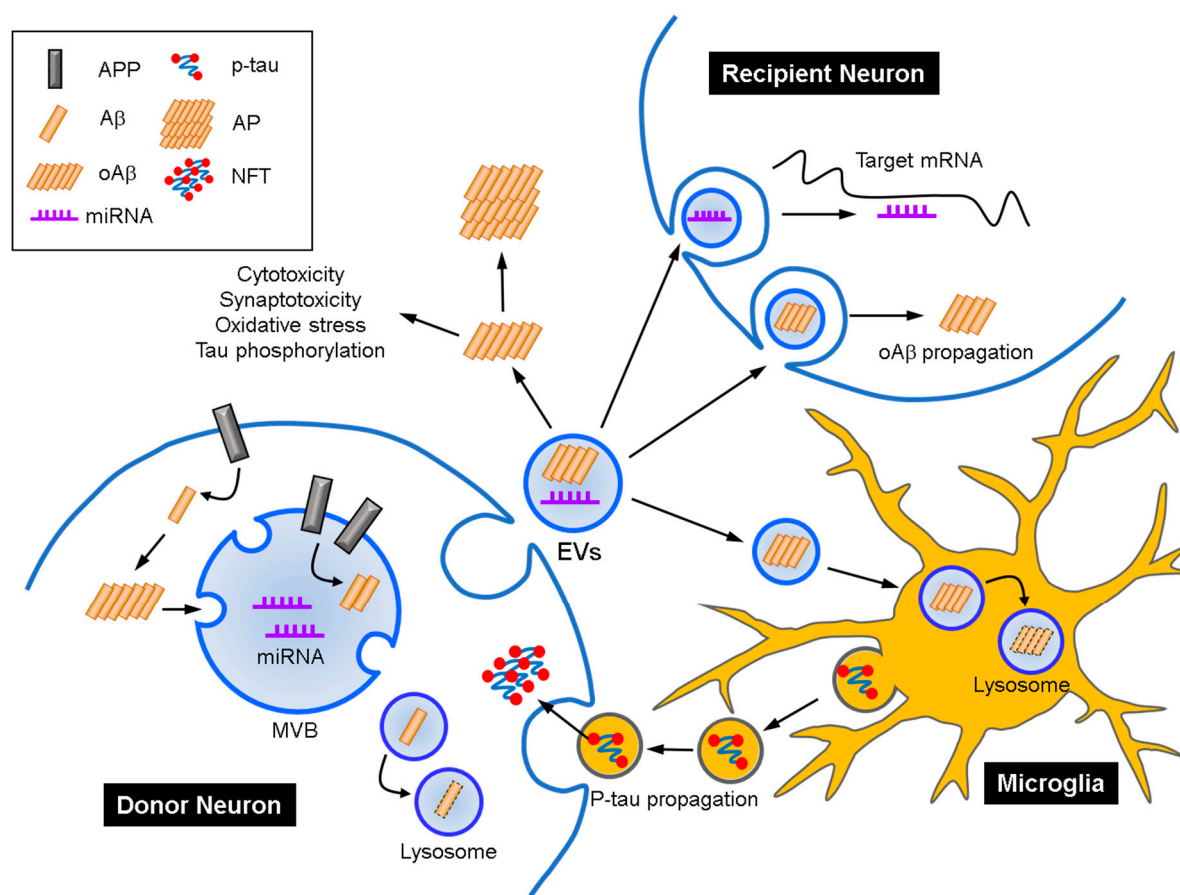 APP
p-tau
Aβ
AP
oAβ
NFT
miRNA
Recipient Neuron
Target mRNA
Cytotoxicity
Synaptotoxicity
Oxidative stress
Tau phosphorylation
oAβ propagation
EVs
miRNA
MVB
Lysosome
Lysosome
P-tau propagation
Microglia
Donor Neuron